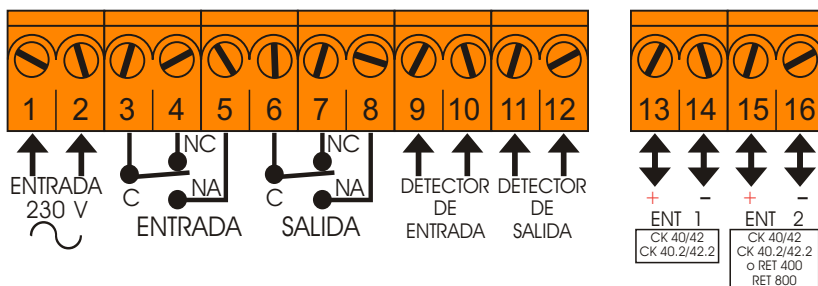 1 2 3 4 5 6 7 8 9 10 11 12 13 14 15 16
NC NC
ENTRADA
230 V
C NA C NA
ENTRADA
SALIDA
DETECTOR
DE
ENTRADA
DETECTOR
DE
SALIDA
+ − + −
ENT 1
CK 40/42
CK 40.2/42.2
ENT 2
CK 40/42
CK 40.2/42.2
o RET 400
RET 800